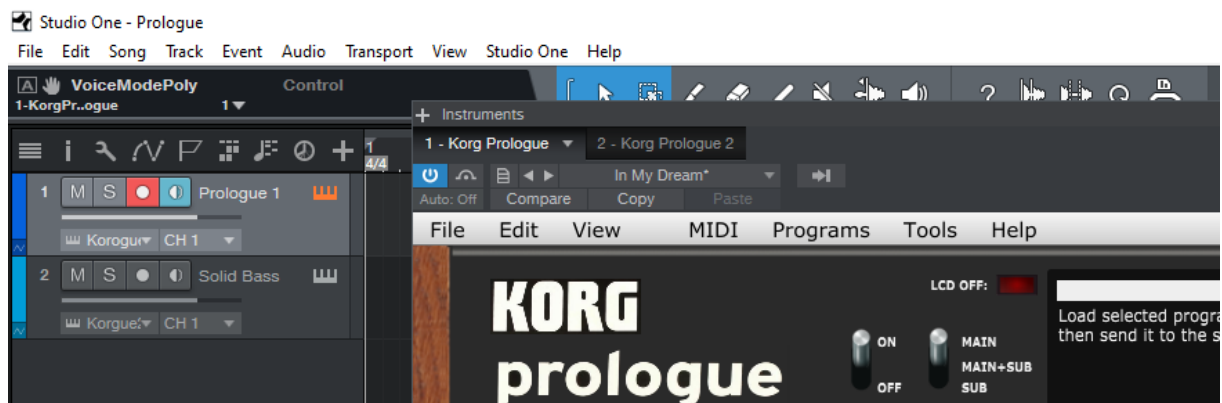 Studio One - Prologue
File Edit Song Track Event Audio Transport View Studio One Help
A VoiceModePoly Control
1-KorgPr..ogue 1
+ Instruments
1 - Korg Prologue 2 - Korg Prologue 2
In My Dream*
Auto: Off Compare Copy Paste
1
4/4
1 M S Prologue 1
CH 1
2 M S Solid Bass
CH 1
File Edit View MIDI Programs Tools Help
KORG
prologue
LCD OFF:
ON
OFF
MAIN
MAIN+SUB
SUB
Load selected progra
then send it to the s